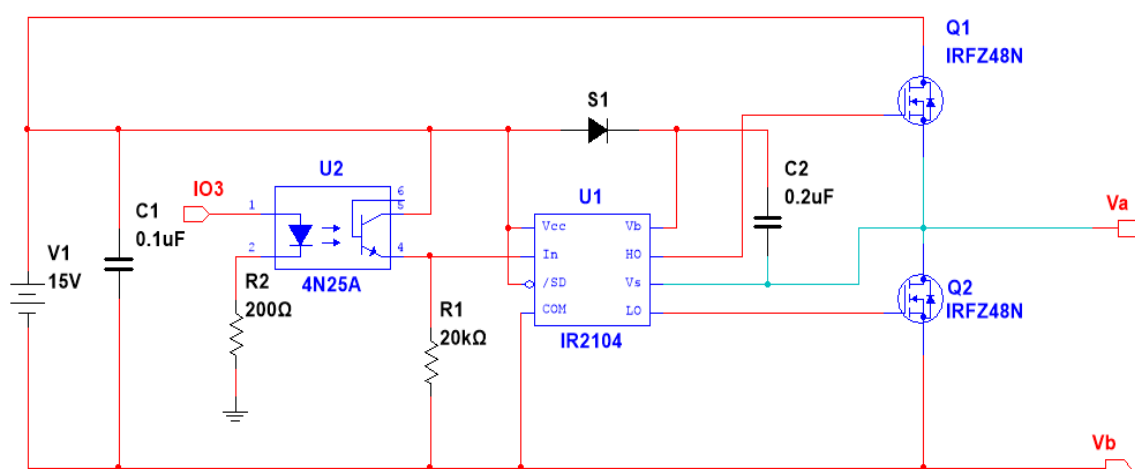 Q1
IRFZ48N
S1
U2
C2
0.2uF
IO3
1
6
5
U1
Va
C1
0.1uF
Vcc
Vb
V1
15V
2
4
In
HO
4N25A
R2
200Ω
/SD
Vs
Q2
IRFZ48N
R1
20kΩ
COM
LO
IR2104
Vb